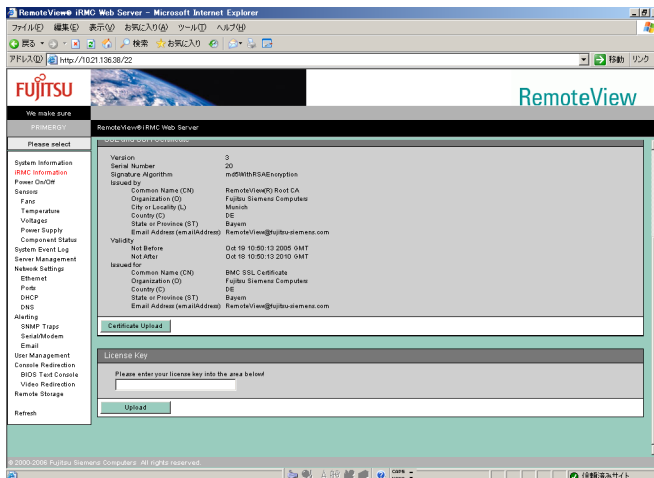 RemoteView® iRMC Web Server - Microsoft Internet Explorer
ファイル(F) 編集(E) 表示(V) お気に入り(A) ツール(T) ヘルプ(H)
戻る 検索 お気に入り
アドレス(D) http://10.21.136.38/22 移動 リンク
FUJITSU
RemoteView
We make sure
PRIMERGY
RemoteView® iRMC Web Server
Please select
System Information
iRMC Information
Power On/Off
Sensors
Fans
Temperature
Voltages
Power Supply
Component Status
System Event Log
Server Management
Network Settings
Ethernet
Ports
DHCP
DNS
Alerting
SNMP Traps
Serial/Modem
Email
User Management
Console Redirection
BIOS Text Console
Video Redirection
Remote Storage
Refresh
Version 3
Serial Number 20
Signature Algorithm md5WithRSAEncryption
Issued by
Common Name (CN) RemoteView(R) Root CA
Organization (O) Fujitsu Siemens Computers
City or Locality (L) Munich
County (C) DE
State or Province (ST) Bayern
Email Address (emailAddress) RemoteView@fujitsu-siemens.com
Validity
Not Before Oct 19 10:50:13 2005 GMT
Not After Oct 18 10:50:13 2010 GMT
Issued for
Common Name (CN) BMC SSL Certificate
Organization (O) Fujitsu Siemens Computers
County (C) DE
State or Province (ST) Bayern
Email Address (emailAddress) RemoteView@fujitsu-siemens.com
Certificate Upload
License Key
Please enter your license key into the area below!
Upload
© 2000-2006 Fujitsu Siemens Computers All rights reserved.
A 般 CAPS
信頼済みサイト